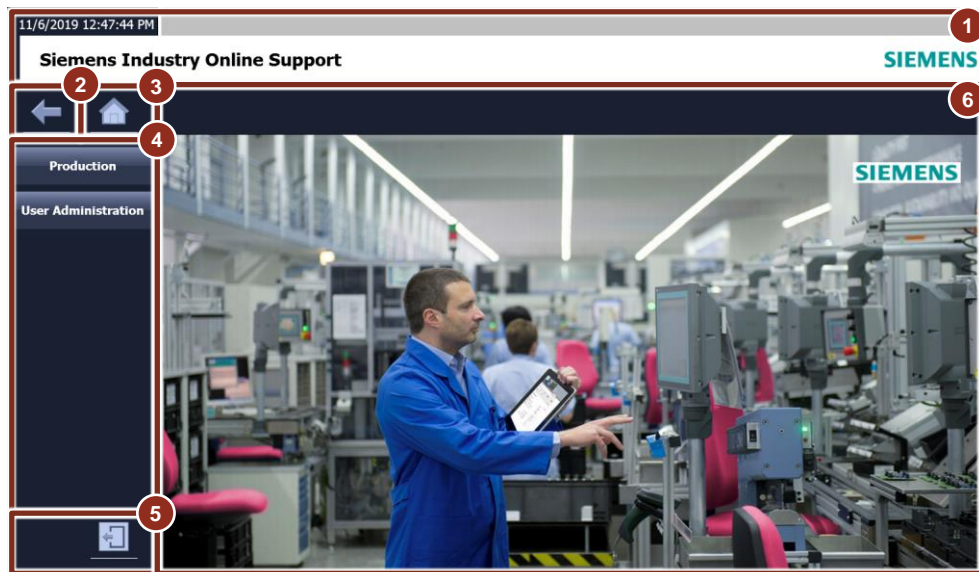 11/6/2019 12:47:44 PM
1
Siemens Industry Online Support
SIEMENS
2
3
6
4
Production
SIEMENS
User Administration
5